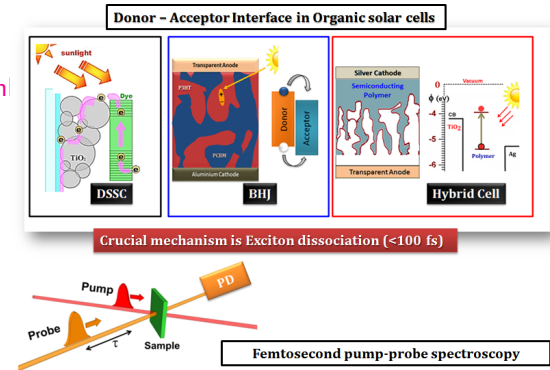 Donor – Acceptor Interface in Organic solar cells
n
sunlight
Dye
e
e
e
e
e
TiO₂
DSSC
Transparent Anode
P3HT
PCBM
Aluminium Cathode
Donor
Acceptor
BHJ
Silver Cathode
Semiconducting
Polymer
Transparent Anode
0
Vacuum
ϕ (eV)
CB
-4
TiO₂
-5
-6
Polymer
Ag
Hybrid Cell
Crucial mechanism is Exciton dissociation (<100 fs)
Pump
PD
Probe
τ
Sample
Femtosecond pump-probe spectroscopy